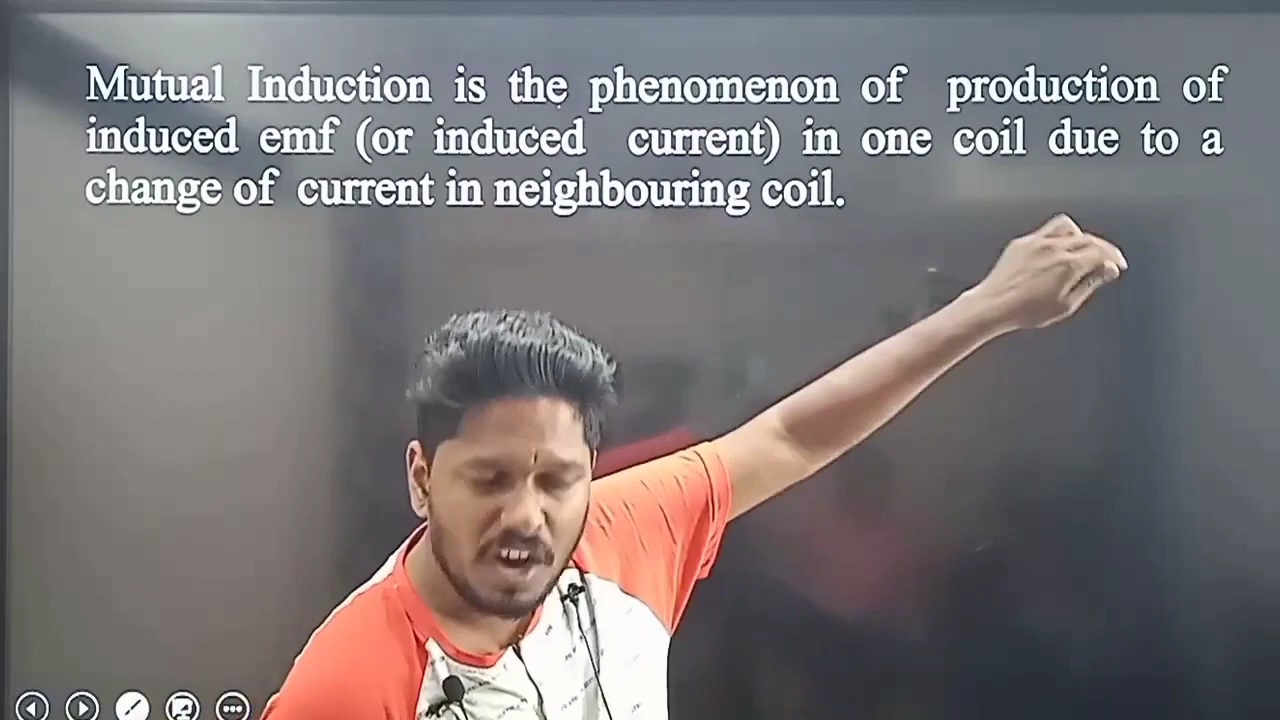 Mutual Induction is the phenomenon of production of
induced emf (or induced current) in one coil due to a
change of current in neighbouring coil.